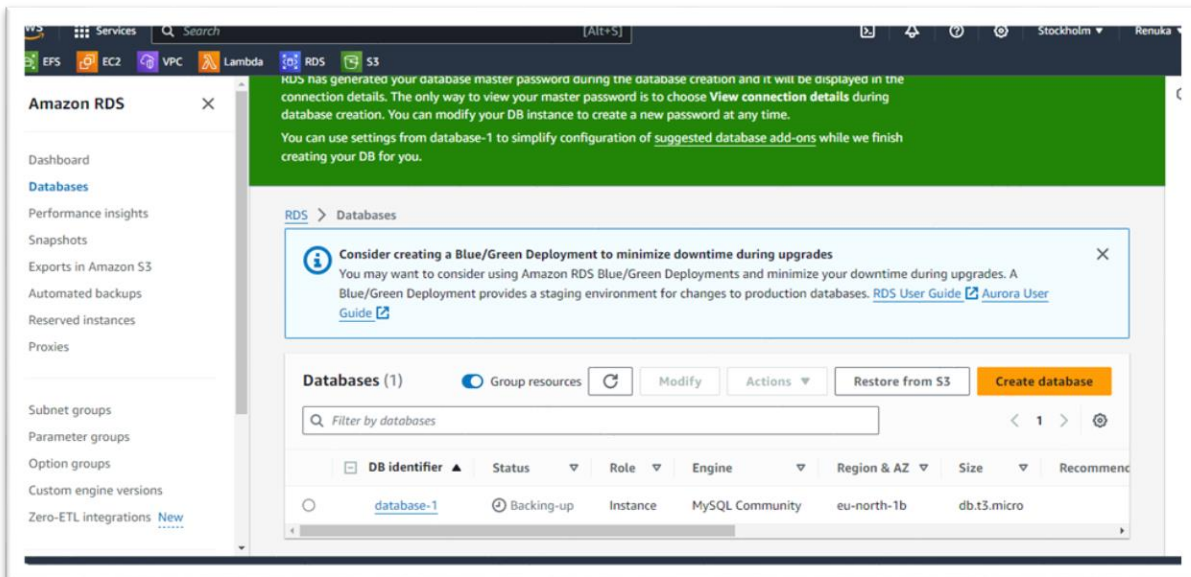 Services
Search
[Alt+S]
Stockholm
Renuka
EFS EC2 VPC Lambda RDS S3
RDS has generated your database master password during the database creation and it will be displayed in the
connection details. The only way to view your master password is to choose View connection details during
database creation. You can modify your DB instance to create a new password at any time.
You can use settings from database-1 to simplify configuration of suggested database add-ons while we finish
creating your DB for you.
Amazon RDS
Dashboard
Databases
Performance insights
Snapshots
Exports in Amazon S3
Automated backups
Reserved instances
Proxies
Subnet groups
Parameter groups
Option groups
Custom engine versions
Zero-ETL integrations New
RDS > Databases
Consider creating a Blue/Green Deployment to minimize downtime during upgrades
You may want to consider using Amazon RDS Blue/Green Deployments and minimize your downtime during upgrades. A
Blue/Green Deployment provides a staging environment for changes to production databases. RDS User Guide Aurora User
Guide
Databases (1) Group resources Modify Actions Restore from S3 Create database
Filter by databases
1
DB identifier Status Role Engine Region & AZ Size Recommend
database-1 Backing-up Instance MySQL Community eu-north-1b db.t3.micro